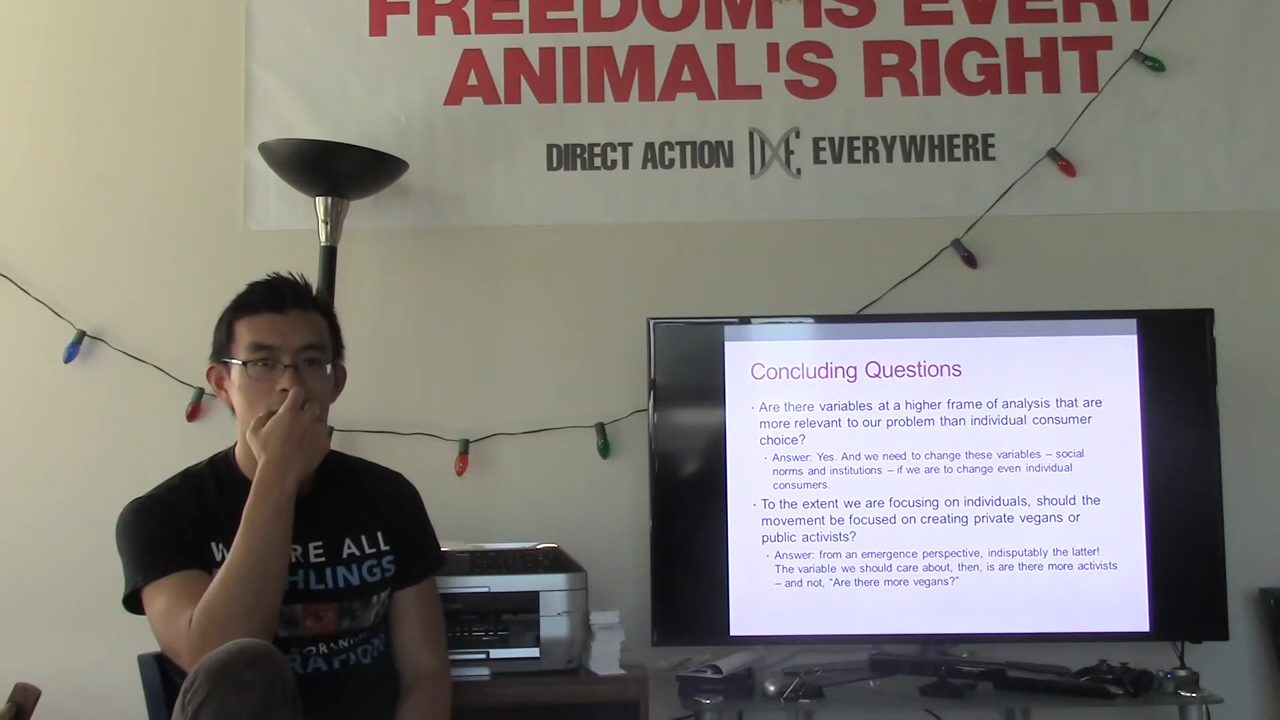 FREEDOM IS EVERY
ANIMAL'S RIGHT
DIRECT ACTION DXE EVERYWHERE
Concluding Questions
· Are there variables at a higher frame of analysis that are
more relevant to our problem than individual consumer
choice?
· Answer: Yes. And we need to change these variables – social
norms and institutions – if we are to change even individual
consumers.
· To the extent we are focusing on individuals, should the
movement be focused on creating private vegans or
public activists?
· Answer: from an emergence perspective, indisputably the latter!
The variable we should care about, then, is are there more activists
– and not, “Are there more vegans?”
ALL